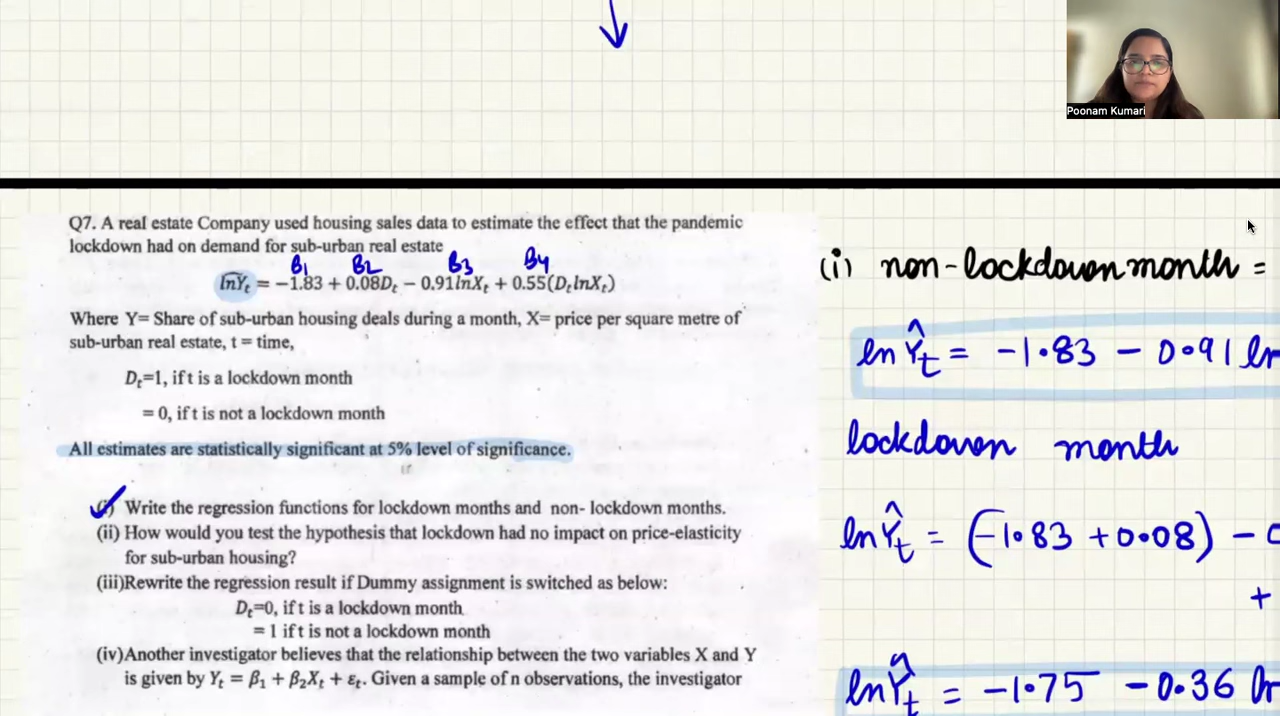 Poonam Kumari
Q7. A real estate Company used housing sales data to estimate the effect that the pandemic
lockdown had on demand for sub-urban real estate
B1 B2 B3 B4
l̂nYₜ = −1.83 + 0.08Dₜ − 0.91lnXₜ + 0.55(DₜlnXₜ)
Where Y= Share of sub-urban housing deals during a month, X= price per square metre of
sub-urban real estate, t = time,
Dₜ=1, if t is a lockdown month
= 0, if t is not a lockdown month
All estimates are statistically significant at 5% level of significance.
(i) Write the regression functions for lockdown months and non- lockdown months.
(ii) How would you test the hypothesis that lockdown had no impact on price-elasticity
for sub-urban housing?
(iii)Rewrite the regression result if Dummy assignment is switched as below:
Dₜ=0, if t is a lockdown month
= 1 if t is not a lockdown month
(iv)Another investigator believes that the relationship between the two variables X and Y
is given by Yₜ = β₁ + β₂Xₜ + εₜ. Given a sample of n observations, the investigator
(i) non-lockdown month =
ln Ŷt = -1.83 - 0.91 ln
lockdown month
ln Ŷt = (-1.83 + 0.08) - 0
+
ln Ŷt = -1.75 - 0.36 ln